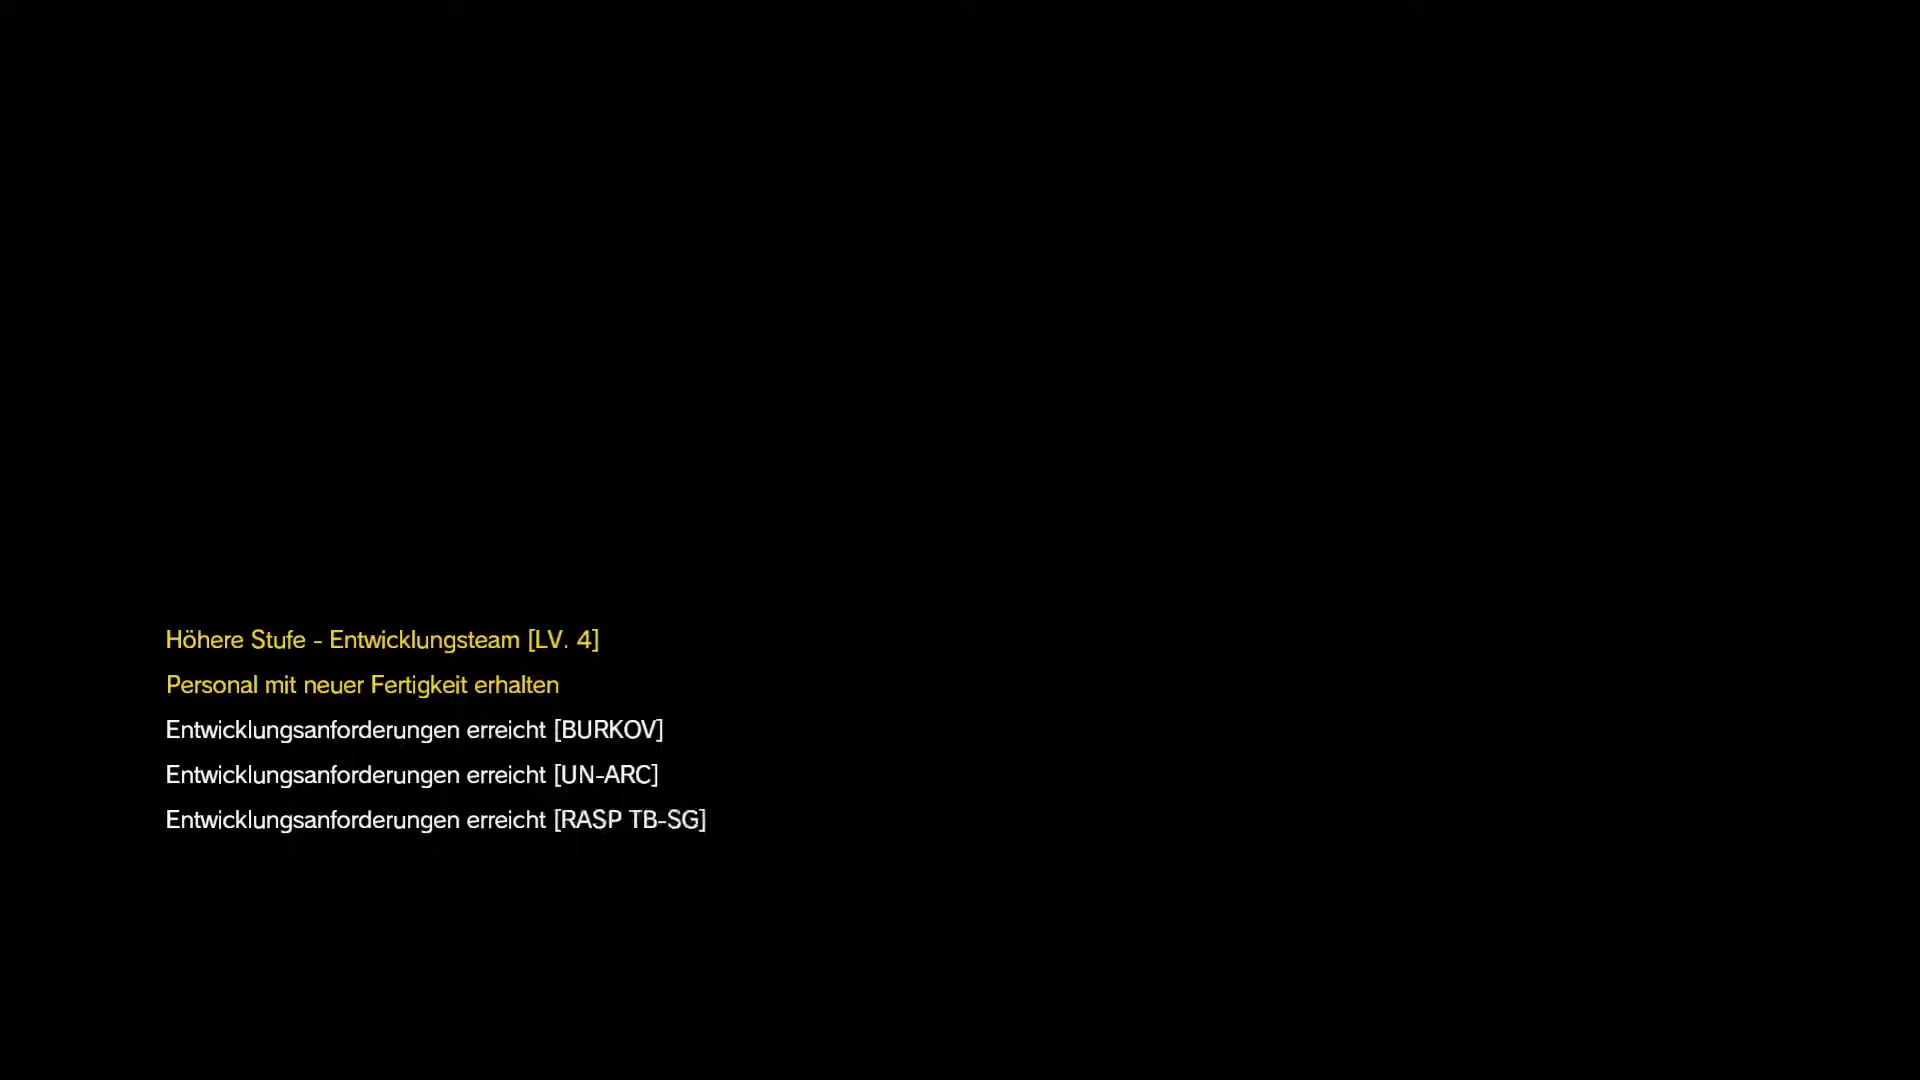 Höhere Stufe - Entwicklungsteam [LV. 4]
Personal mit neuer Fertigkeit erhalten
Entwicklungsanforderungen erreicht [BURKOV]
Entwicklungsanforderungen erreicht [UN-ARC]
Entwicklungsanforderungen erreicht [RASP TB-SG]